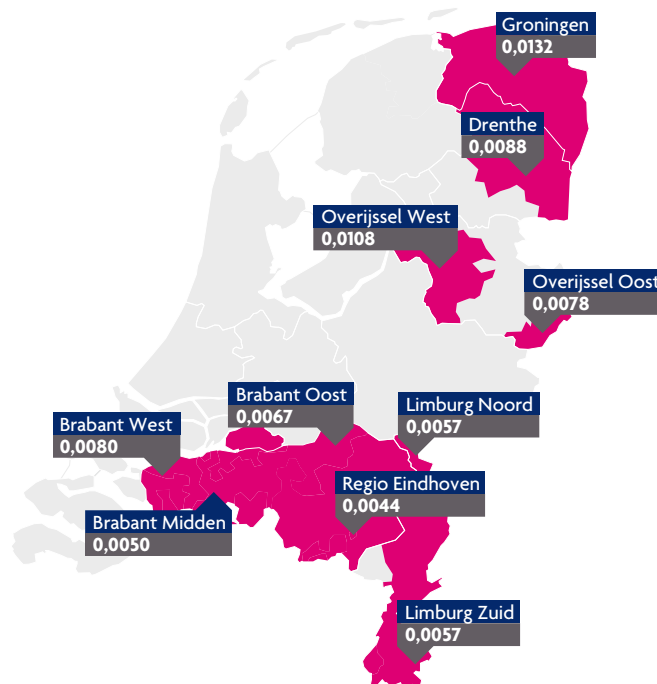 Groningen
0,0132
Drenthe
0,0088
Overijssel West
0,0108
Overijssel Oost
0,0078
Brabant Oost
0,0067
Limburg Noord
0,0057
Brabant West
0,0080
Regio Eindhoven
0,0044
Brabant Midden
0,0050
Limburg Zuid
0,0057